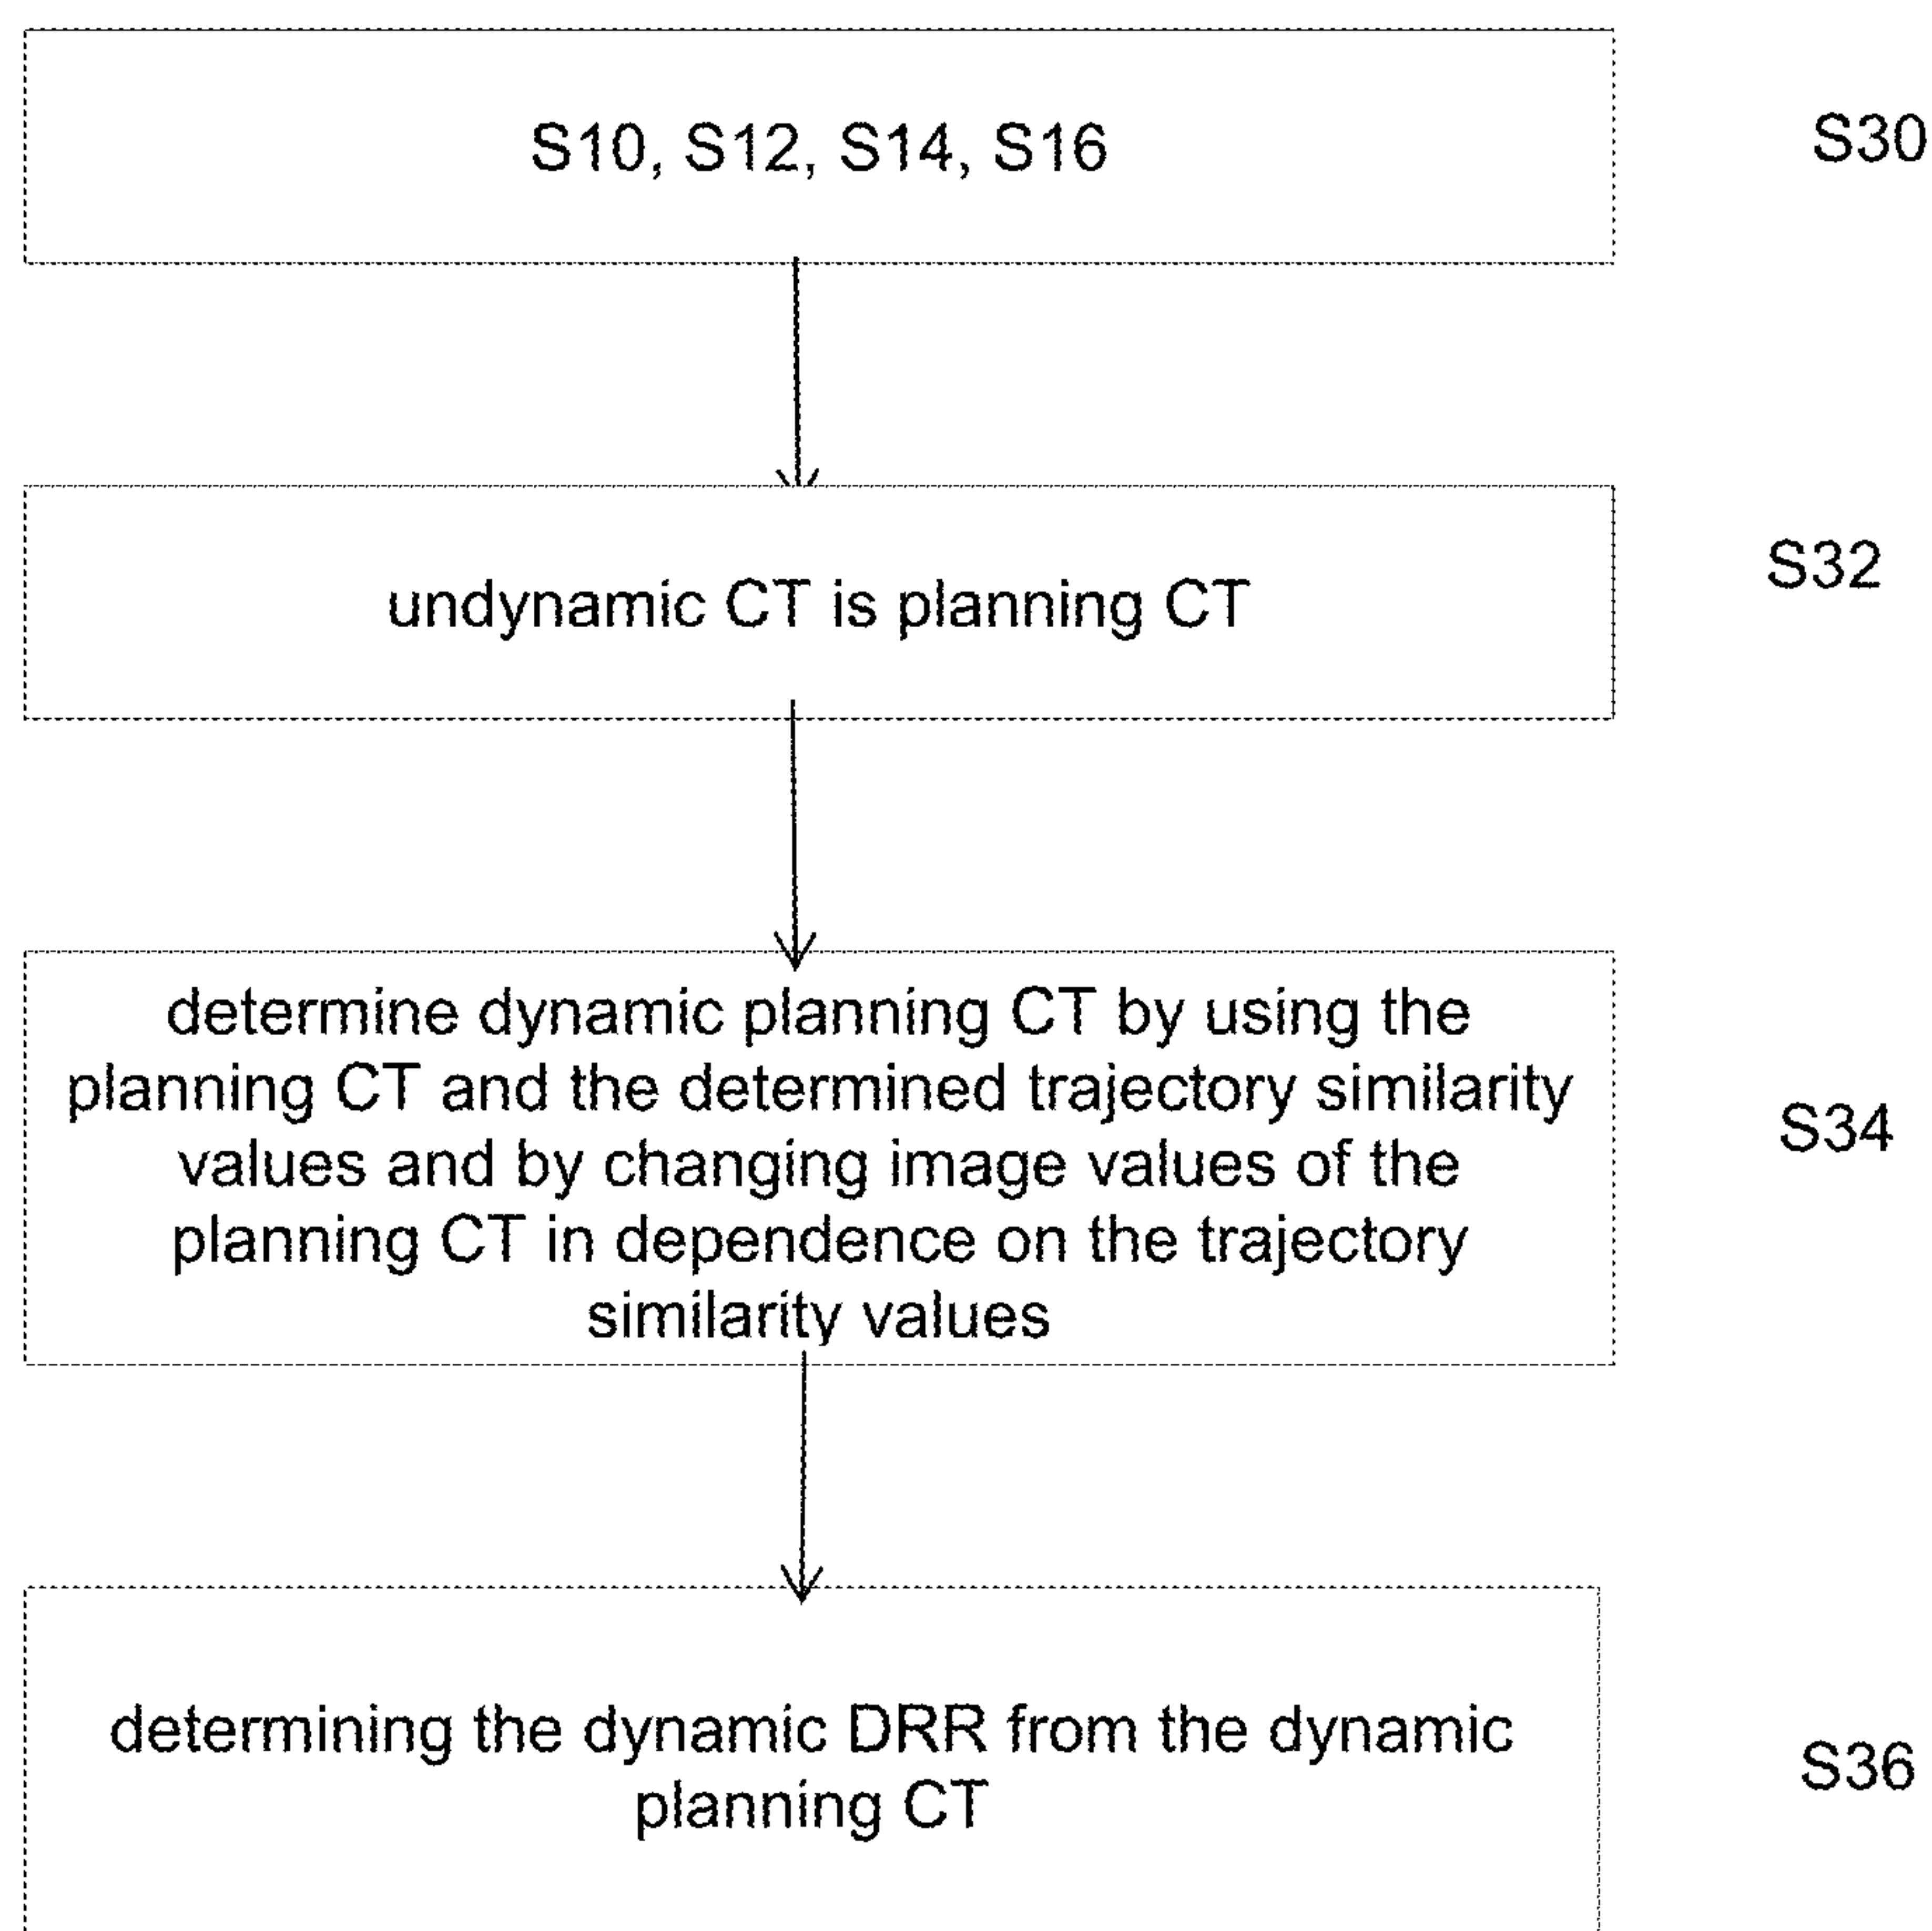 S10, S12, S14, S16
S30
undynamic CT is planning CT
S32
determine dynamic planning CT by using the
planning CT and the determined trajectory similarity
values and by changing image values of the
planning CT in dependence on the trajectory
similarity values
S34
determining the dynamic DRR from the dynamic
planning CT
S36